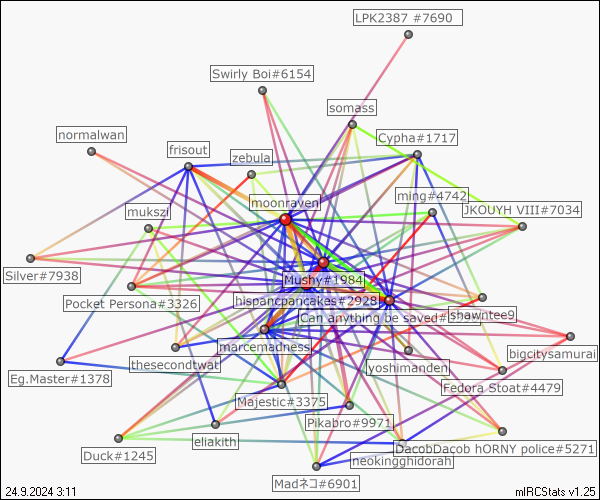 LPK2387 #7690
Swirly Boi#6154
somass
normalwan
Cypha#1717
frisout
zebula
ming#4742
moonraven
mukszi
JKOUYH VIII#7034
Silver#7938
Mushy#1984
Pocket Persona#3326
hispancpancakes#2928
Can anything be saved#
shawntee9
marcemadness
bigcitysamurai
thesecondtwat
yoshimanden
Eg.Master#1378
Fedora Stoat#4479
Majestic#3375
Pikabro#9971
eliakith
DacobDacob hORNY police#5271
Duck#1245
neokingghidorah
Madネコ#6901
24.9.2024 3:11
mIRCStats v1.25